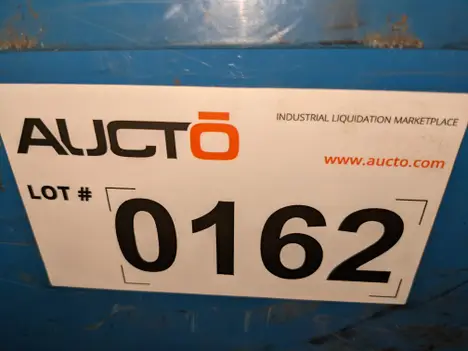 AUCTŌ
INDUSTRIAL LIQUIDATION MARKETPLACE
www.aucto.com
LOT #
0162